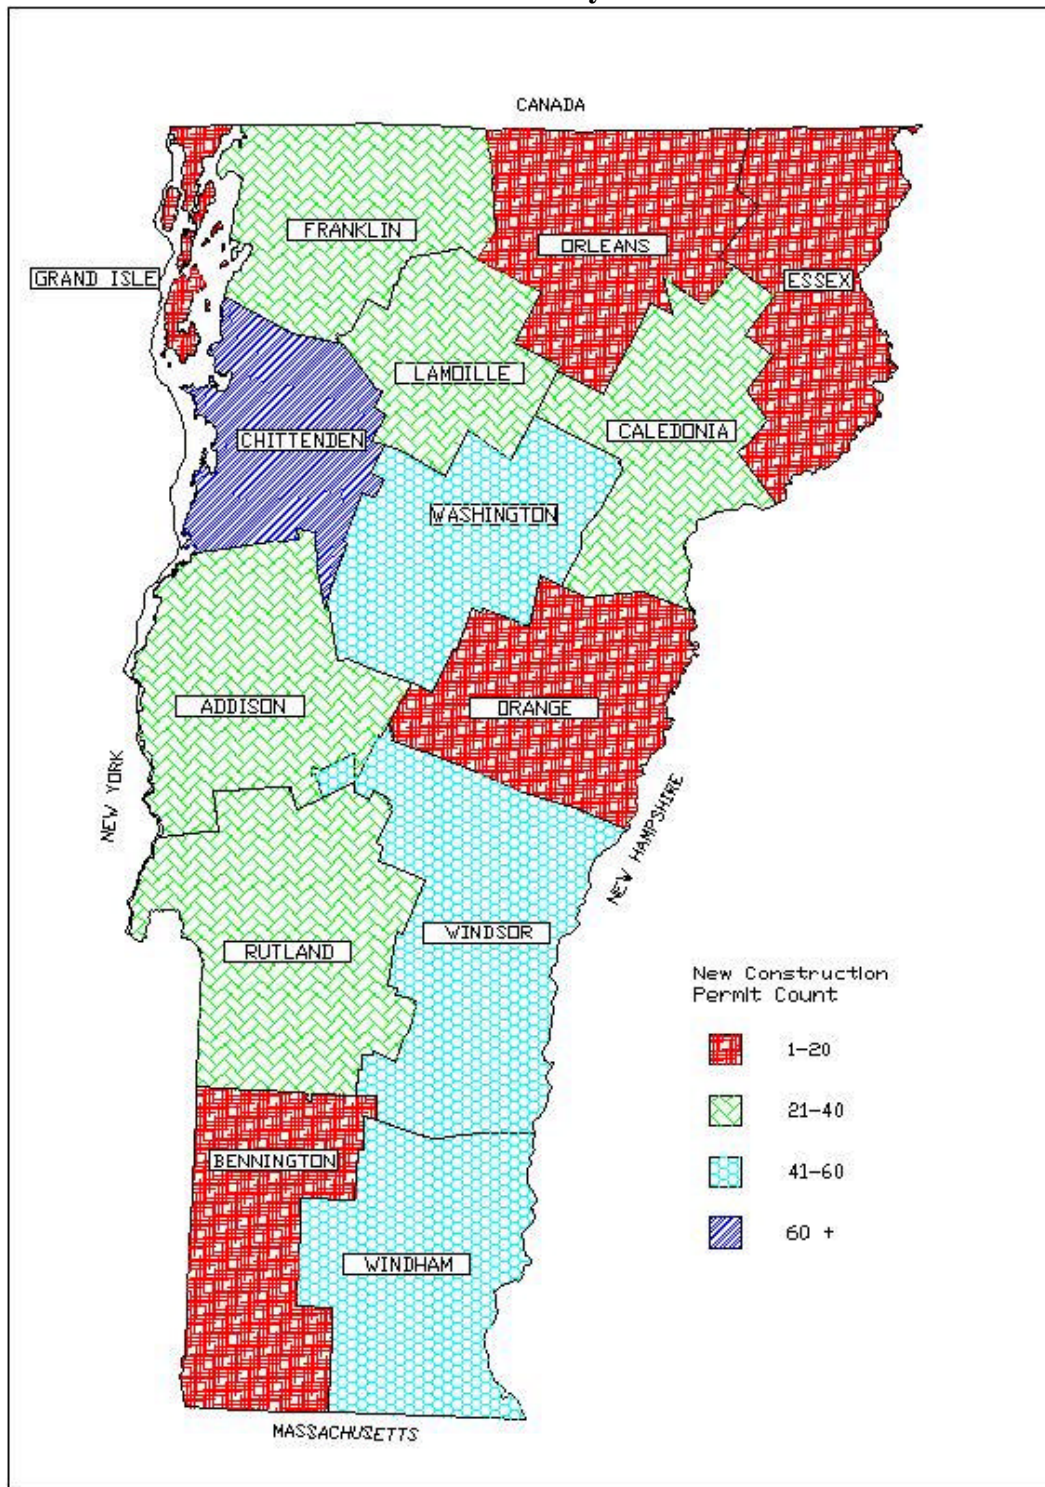 CANADA
FRANKLIN
ORLEANS
GRAND ISLE
ESSEX
LAMOILLE
CHITTENDEN
CALEDONIA
WASHINGTON
ADDISON
ORANGE
NEW YORK
NEW HAMPSHIRE
WINDSOR
RUTLAND
New Construction
Permit Count
1-20
21-40
41-60
60 +
BENNINGTON
WINDHAM
MASSACHUSETTS